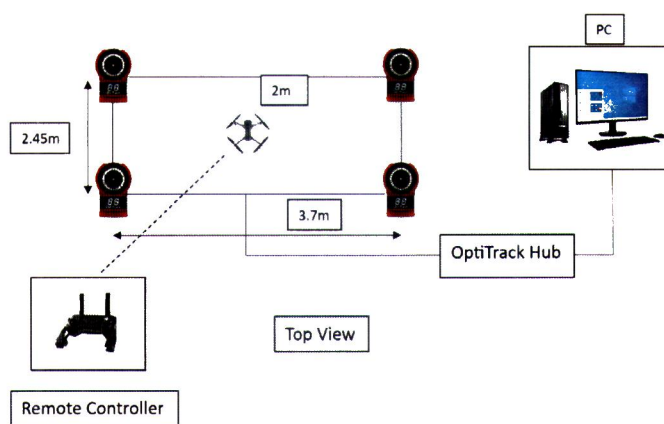 PC
2m
2.45m
3.7m
OptiTrack Hub
Top View
Remote Controller